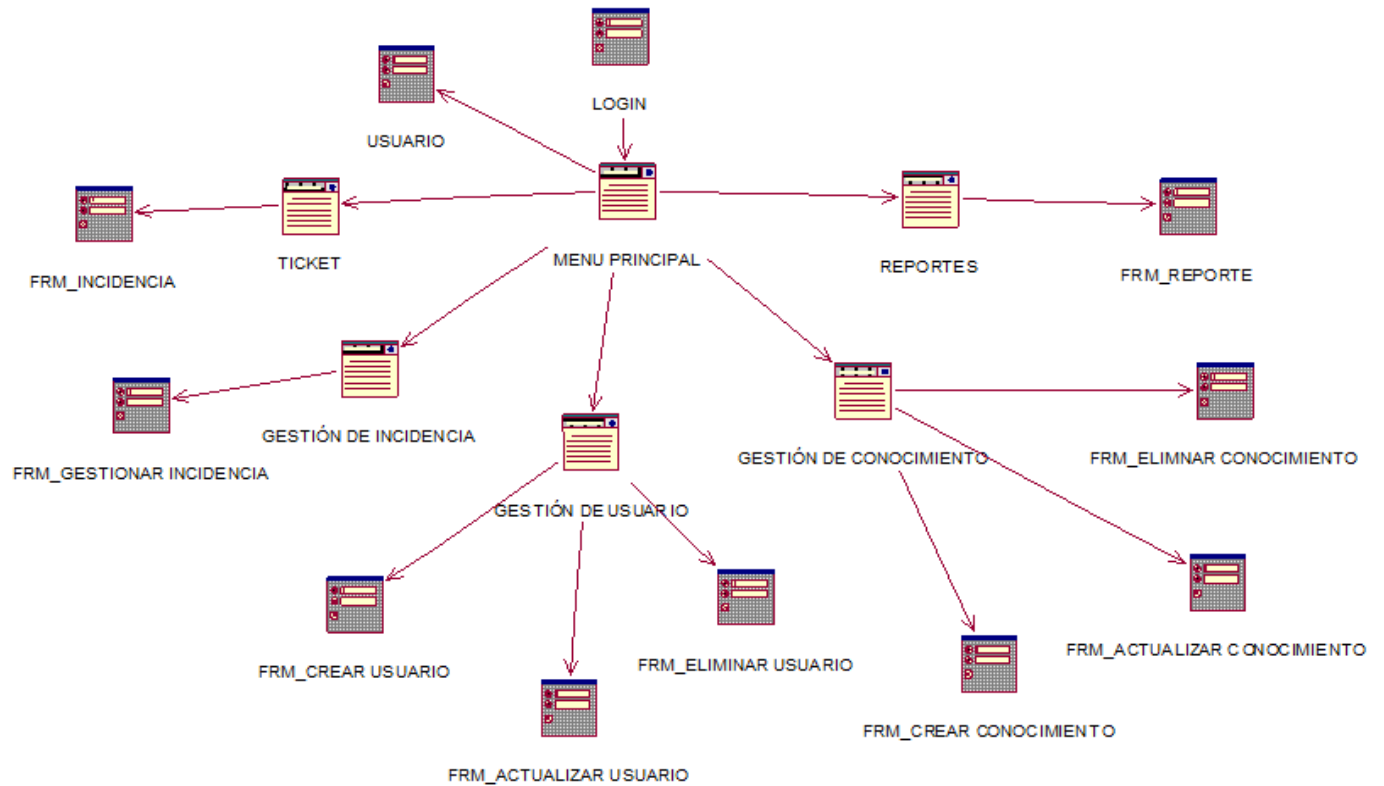 LOGIN
USUARIO
TICKET
MENU PRINCIPAL
REPORTES
FRM_INCIDENCIA
FRM_REPORTE
GESTIÓN DE INCIDENCIA
GESTIÓN DE CONOCIMIENTO
FRM_ELIMNAR CONOCIMIENTO
FRM_GESTIONAR INCIDENCIA
GESTIÓN DE USUARIO
FRM_CREAR USUARIO
FRM_ELIMINAR USUARIO
FRM_ACTUALIZAR CONOCIMIENTO
FRM_CREAR CONOCIMIENTO
FRM_ACTUALIZAR USUARIO